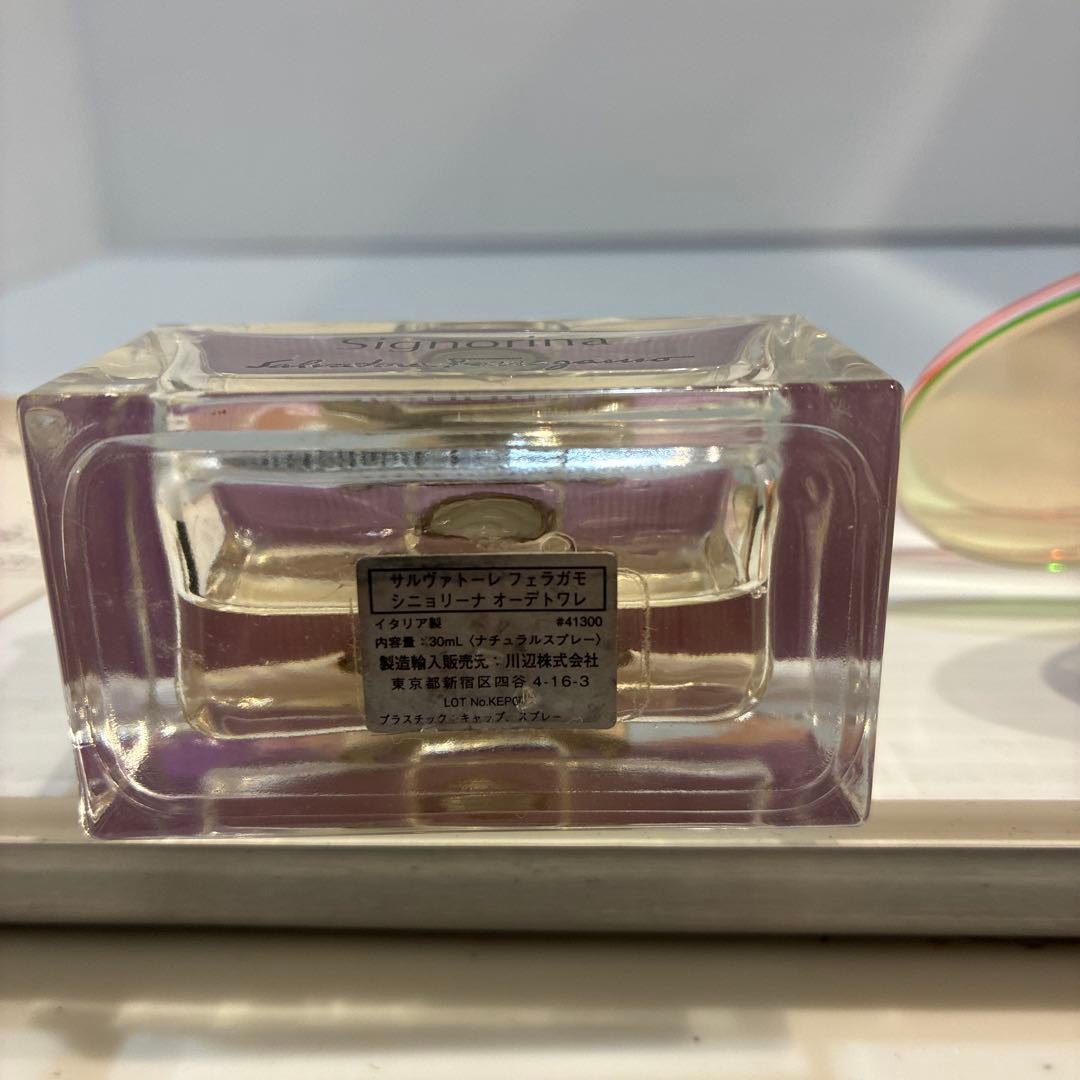 Signorina
Salvatore Ferragamo
サルヴァトーレ フェラガモ
シニョリーナ オーデトワレ
イタリア製 #41300
内容量：30mL〈ナチュラルスプレー〉
製造輸入販売元：川辺株式会社
東京都新宿区四谷 4-16-3
LOT No.
プラスチック：キャップ、スプレー